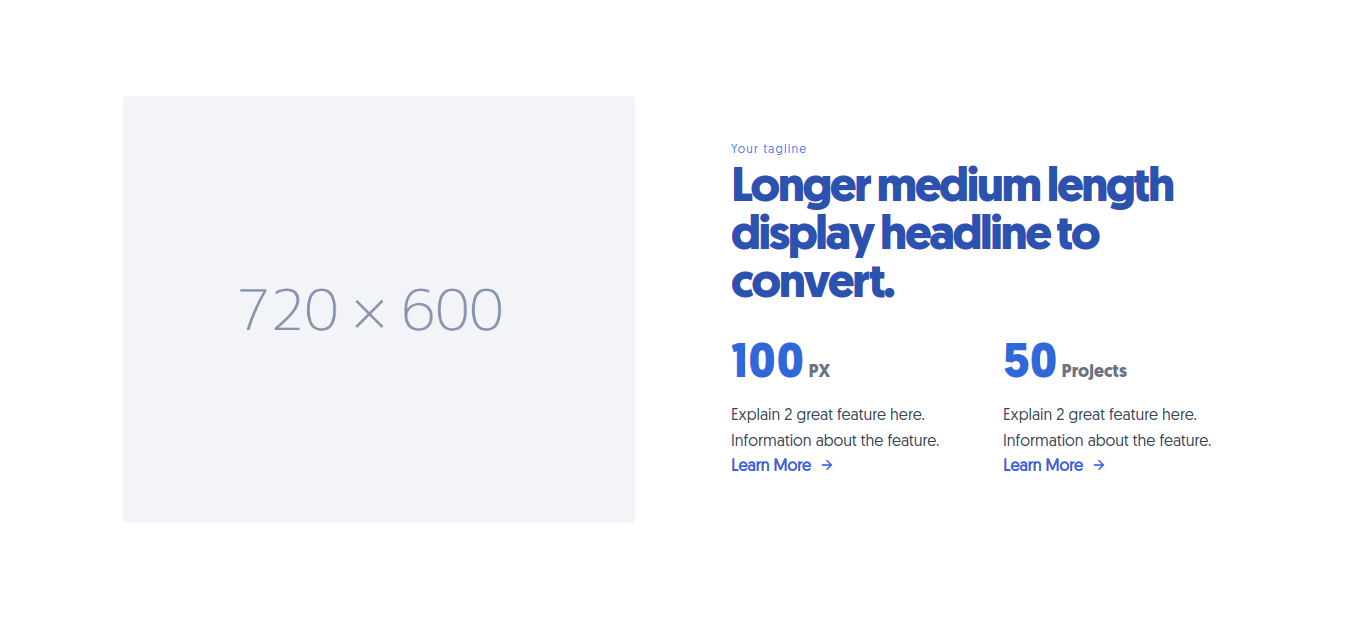 720 × 600
Your tagline
Longer medium length
display headline to
convert.
100 PX
Explain 2 great feature here.
Information about the feature.
Learn More →
50 Projects
Explain 2 great feature here.
Information about the feature.
Learn More →